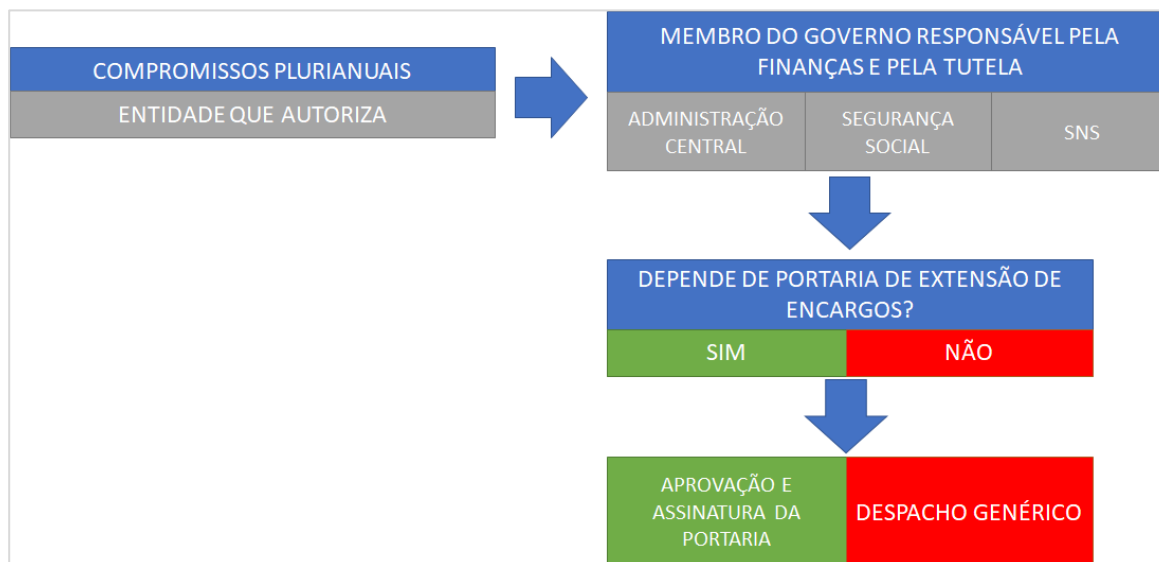 COMPROMISSOS PLURIANUAIS
ENTIDADE QUE AUTORIZA
MEMBRO DO GOVERNO RESPONSÁVEL PELA
FINANÇAS E PELA TUTELA
ADMINISTRAÇÃO
CENTRAL
SEGURANÇA
SOCIAL
SNS
DEPENDE DE PORTARIA DE EXTENSÃO DE
ENCARGOS?
SIM
NÃO
APROVAÇÃO E
ASSINATURA DA
PORTARIA
DESPACHO GENÉRICO